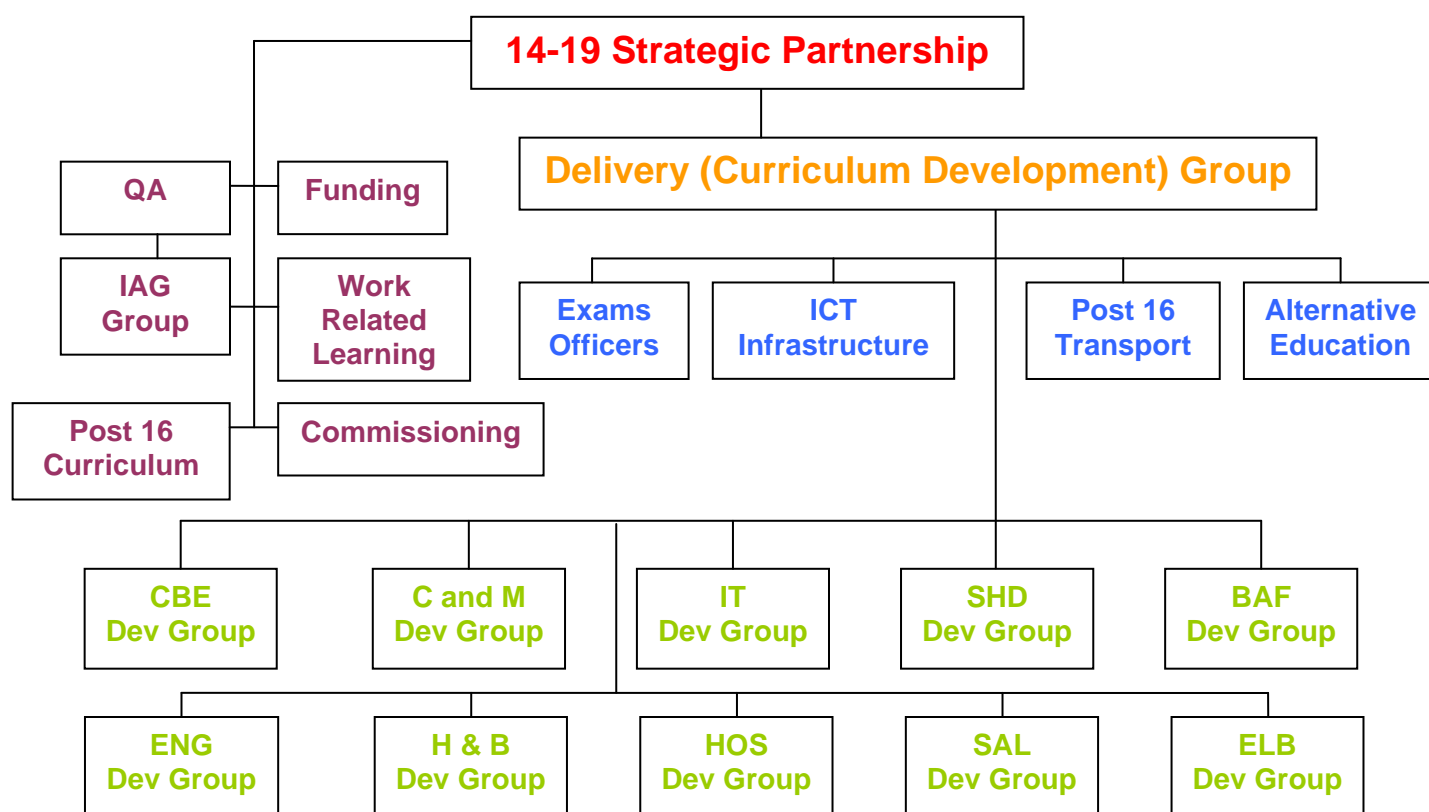 14-19 Strategic Partnership
Delivery (Curriculum Development) Group
QA
Funding
IAG
Group
Work
Related
Learning
Post 16
Curriculum
Commissioning
Exams
Officers
ICT
Infrastructure
Post 16
Transport
Alternative
Education
CBE
Dev Group
C and M
Dev Group
IT
Dev Group
SHD
Dev Group
BAF
Dev Group
ENG
Dev Group
H & B
Dev Group
HOS
Dev Group
SAL
Dev Group
ELB
Dev Group